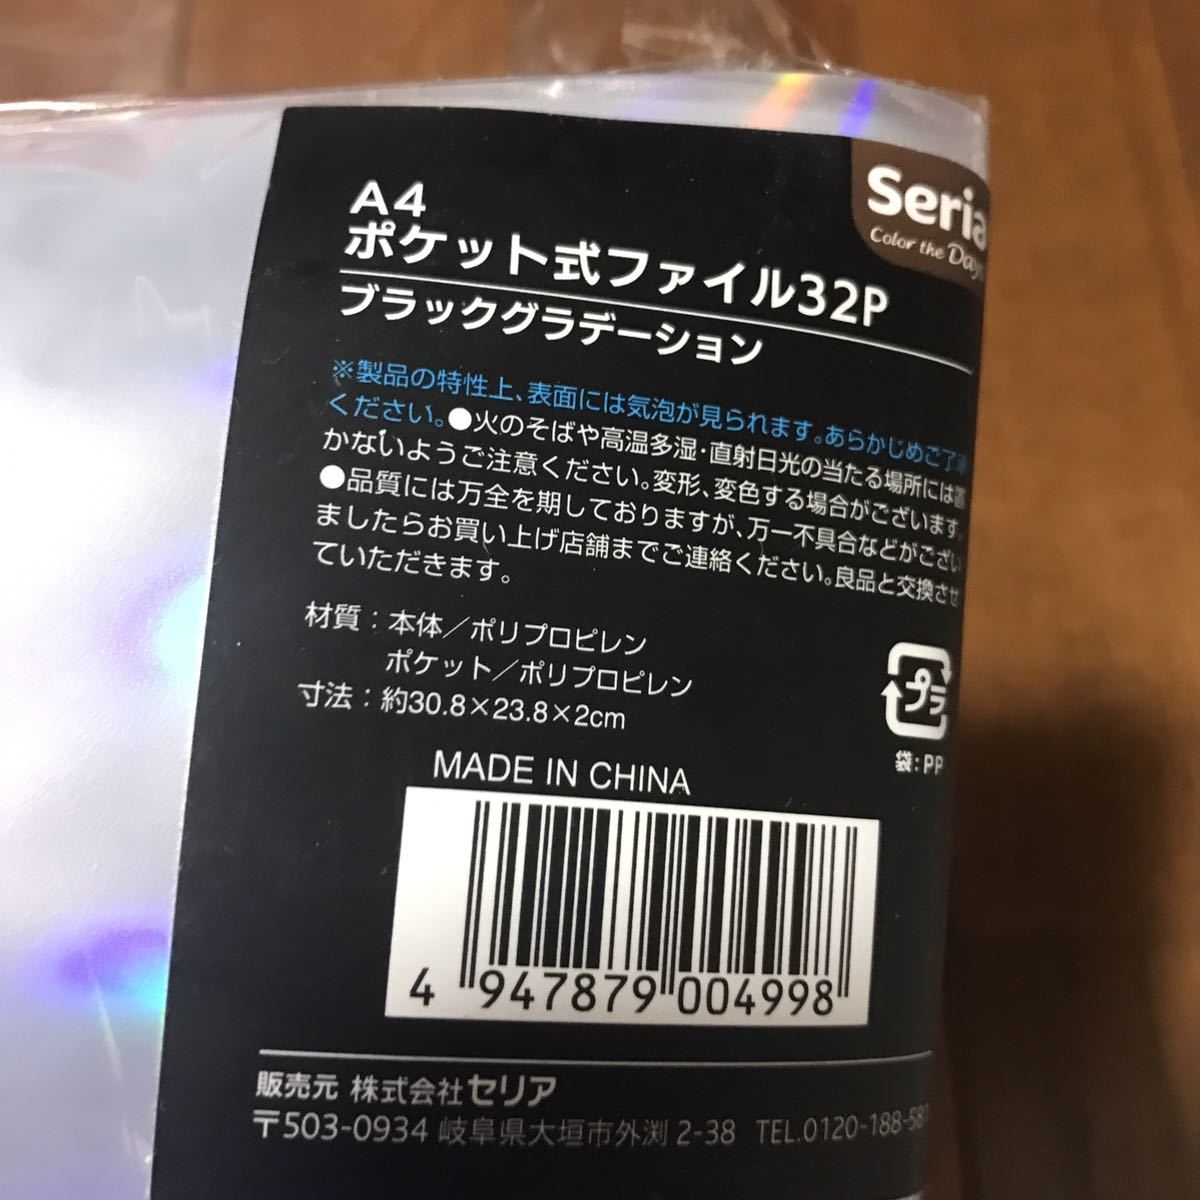 Seria
Color the Days
A4
ポケット式ファイル32P
ブラックグラデーション
※製品の特性上、表面には気泡が見られます。あらかじめご了承
ください。●火のそばや高温多湿・直射日光の当たる場所には置
かないようご注意ください。変形、変色する場合がございます。
●品質には万全を期しておりますが、万一不具合などがござい
ましたらお買い上げ店舗までご連絡ください。良品と交換させ
ていただきます。
材質：本体／ポリプロピレン
ポケット／ポリプロピレン
寸法：約30.8×23.8×2cm
プラ
袋：PP
MADE IN CHINA
4 947879 004998
販売元 株式会社セリア
〒503-0934 岐阜県大垣市外渕 2-38 TEL.0120-188-58